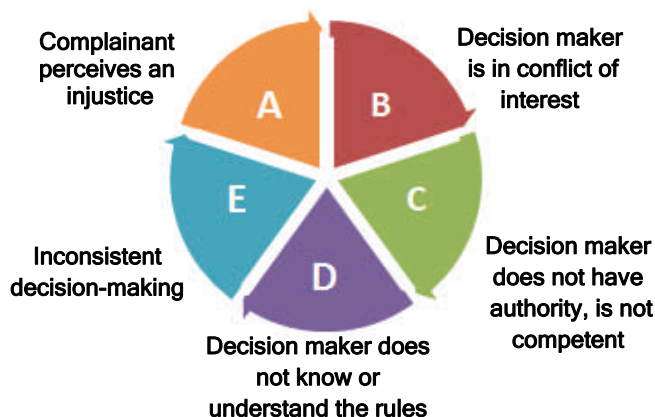 Complainant
perceives an
injustice
A
B
Decision maker
is in conflict of
interest
E
C
Inconsistent
decision-making
D
Decision maker
does not have
authority, is not
competent
Decision maker does
not know or
understand the rules